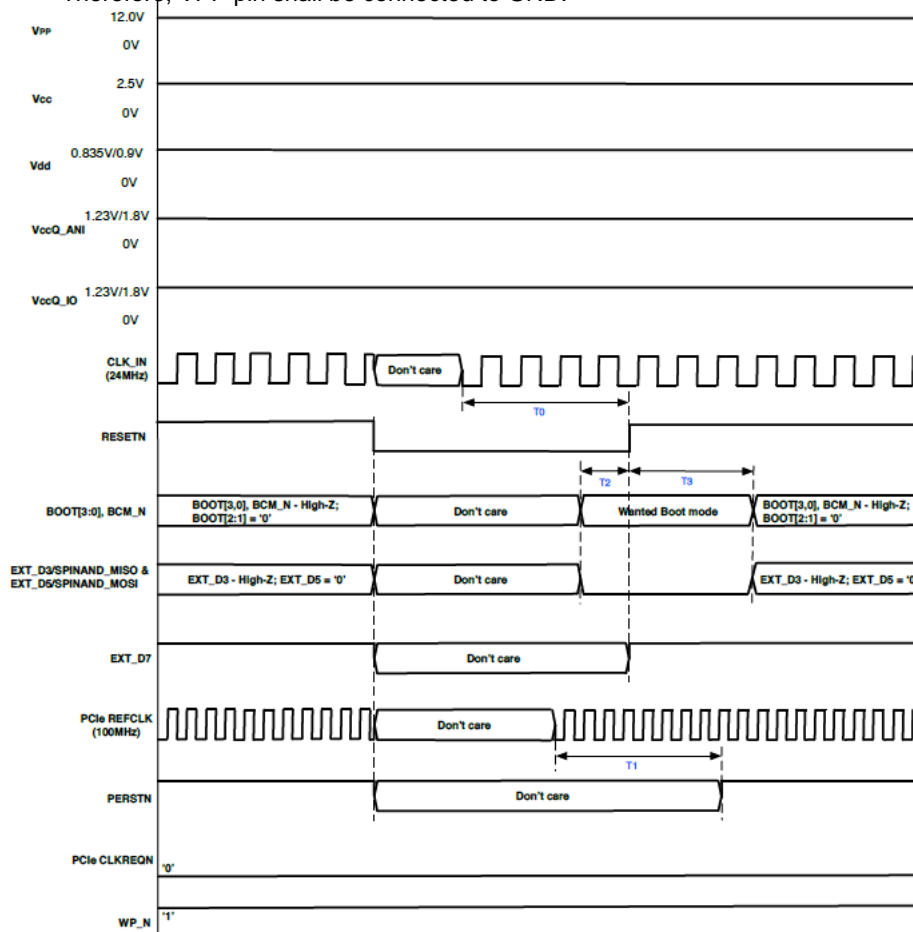 Therefore, VPP pin shall be connected to GND.
12.0V
VPP
0V
2.5V
Vcc
0V
0.835V/0.9V
Vdd
0V
1.23V/1.8V
VccQ_ANI
0V
1.23V/1.8V
VccQ_IO
0V
CLK_IN
(24MHz)
Don't care
T0
RESETN
T2
T3
BOOT[3:0], BCM_N
BOOT[3,0], BCM_N - High-Z;
BOOT[2:1] = '0'
Don't care
Wanted Boot mode
BOOT[3,0], BCM_N - High-Z;
BOOT[2:1] = '0'
EXT_D3/SPINAND_MISO &
EXT_D5/SPINAND_MOSI
EXT_D3 - High-Z; EXT_D5 = '0'
Don't care
EXT_D3 - High-Z; EXT_D5 = '0
EXT_D7
Don't care
PCIe REFCLK
(100MHz)
Don't care
T1
PERSTN
Don't care
PCIe CLKREQN
'0'
WP_N
'1'